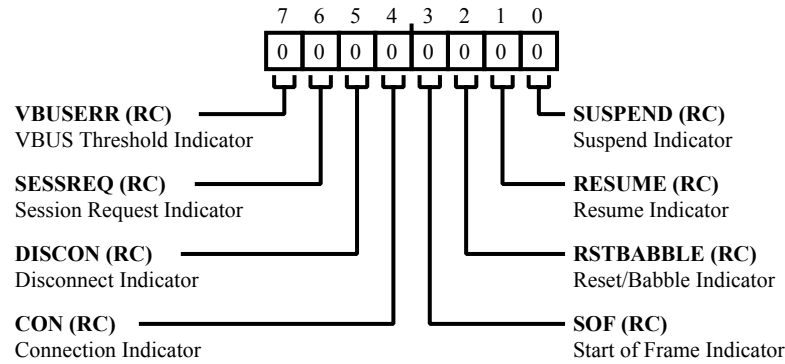 7 6 5 4 3 2 1 0
0 0 0 0 0 0 0 0
VBUSERR (RC)
VBUS Threshold Indicator
SESSREQ (RC)
Session Request Indicator
DISCON (RC)
Disconnect Indicator
CON (RC)
Connection Indicator
SUSPEND (RC)
Suspend Indicator
RESUME (RC)
Resume Indicator
RSTBABBLE (RC)
Reset/Babble Indicator
SOF (RC)
Start of Frame Indicator